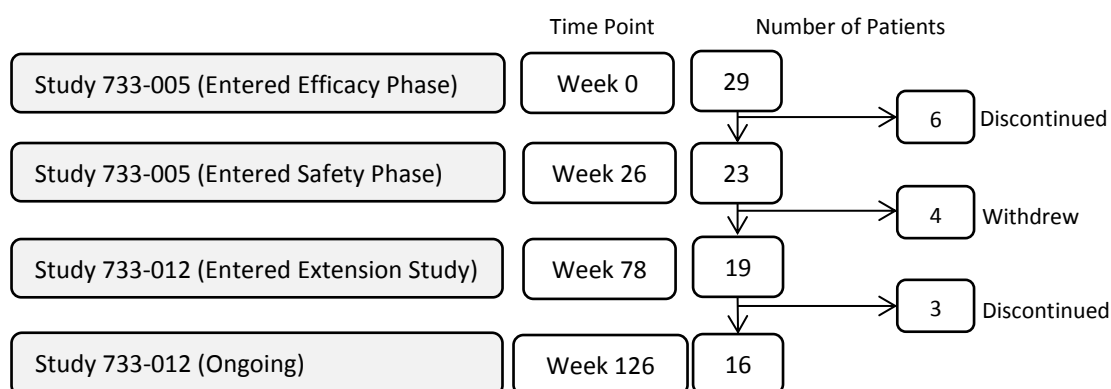 Time Point Number of Patients
Study 733-005 (Entered Efficacy Phase) Week 0 29
6 Discontinued
Study 733-005 (Entered Safety Phase) Week 26 23
4 Withdrew
Study 733-012 (Entered Extension Study) Week 78 19
3 Discontinued
Study 733-012 (Ongoing) Week 126 16